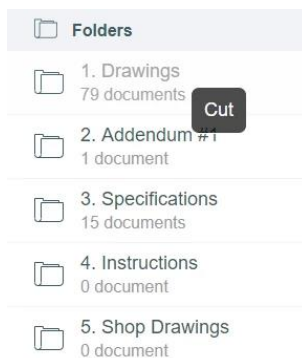 Folders
1. Drawings
79 documents
Cut
2. Addendum #1
1 document
3. Specifications
15 documents
4. Instructions
0 document
5. Shop Drawings
0 document